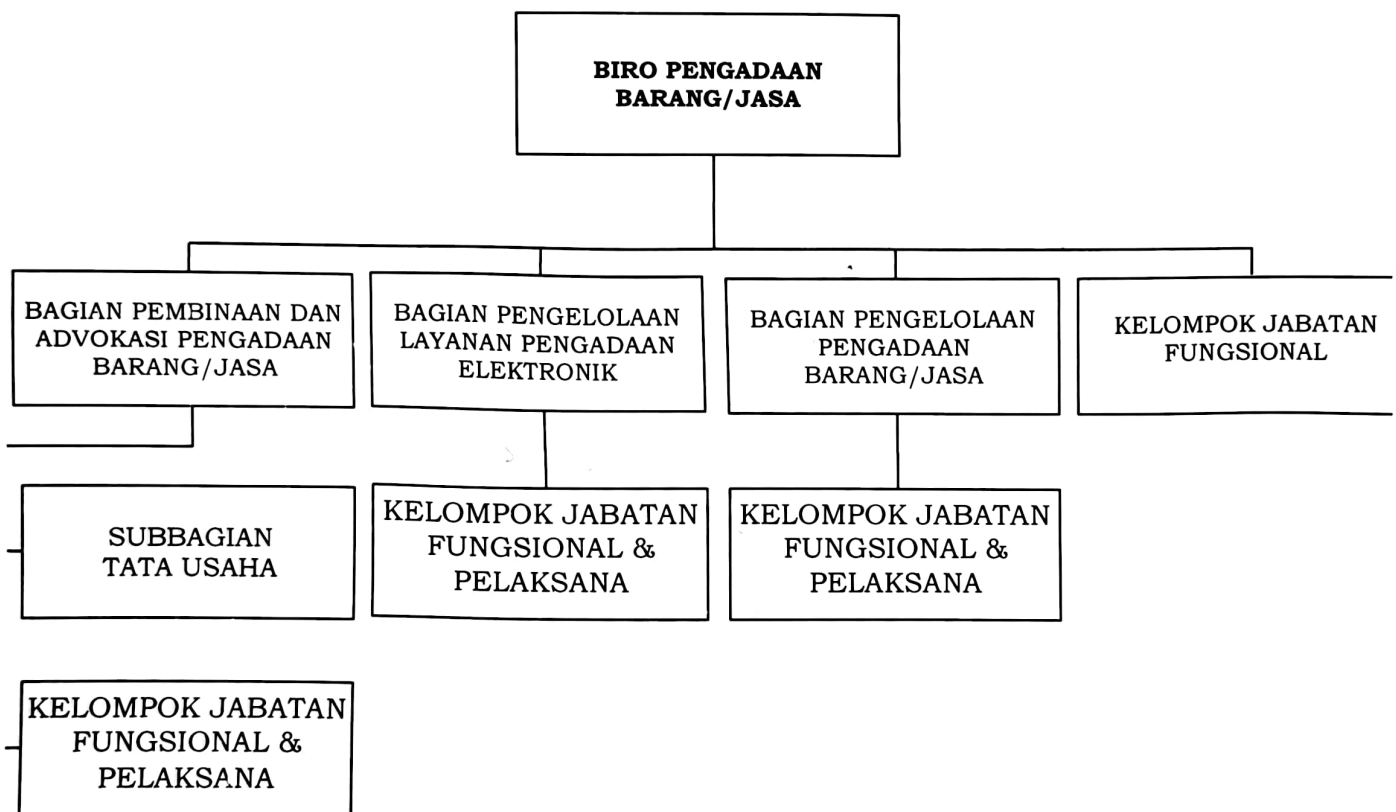 BIRO PENGADAAN
BARANG/JASA
BAGIAN PEMBINAAN DAN
ADVOKASI PENGADAAN
BARANG/JASA
BAGIAN PENGELOLAAN
LAYANAN PENGADAAN
ELEKTRONIK
BAGIAN PENGELOLAAN
PENGADAAN
BARANG/JASA
KELOMPOK JABATAN
FUNGSIONAL
SUBBAGIAN
TATA USAHA
KELOMPOK JABATAN
FUNGSIONAL &
PELAKSANA
KELOMPOK JABATAN
FUNGSIONAL &
PELAKSANA
KELOMPOK JABATAN
FUNGSIONAL &
PELAKSANA